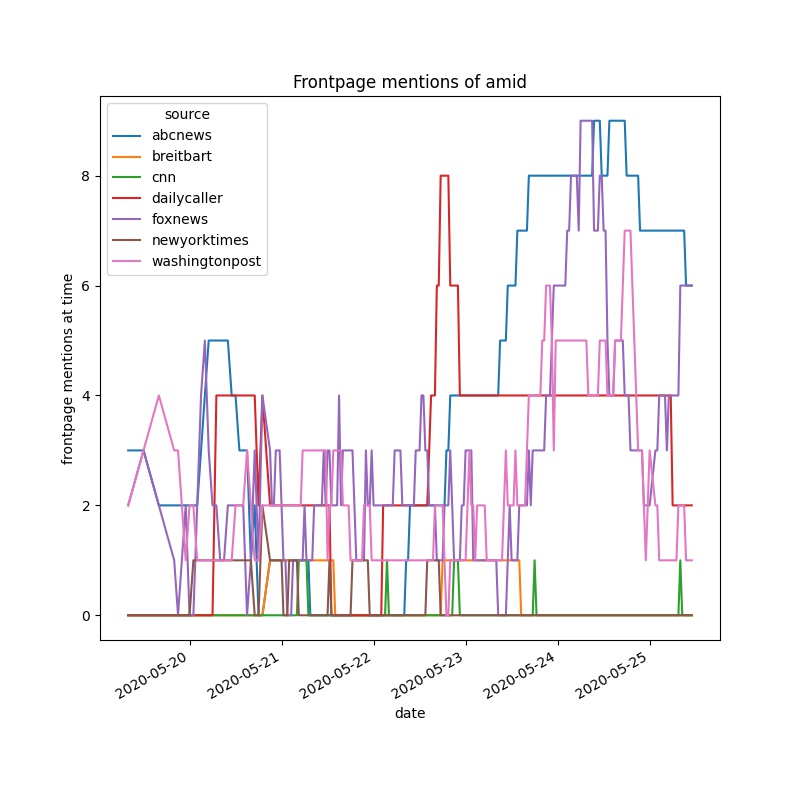 Frontpage mentions of amid
source
abcnews
breitbart
cnn
dailycaller
foxnews
newyorktimes
washingtonpost
frontpage mentions at time
8
6
4
2
0
2020-05-20
2020-05-21
2020-05-22
2020-05-23
2020-05-24
2020-05-25
date